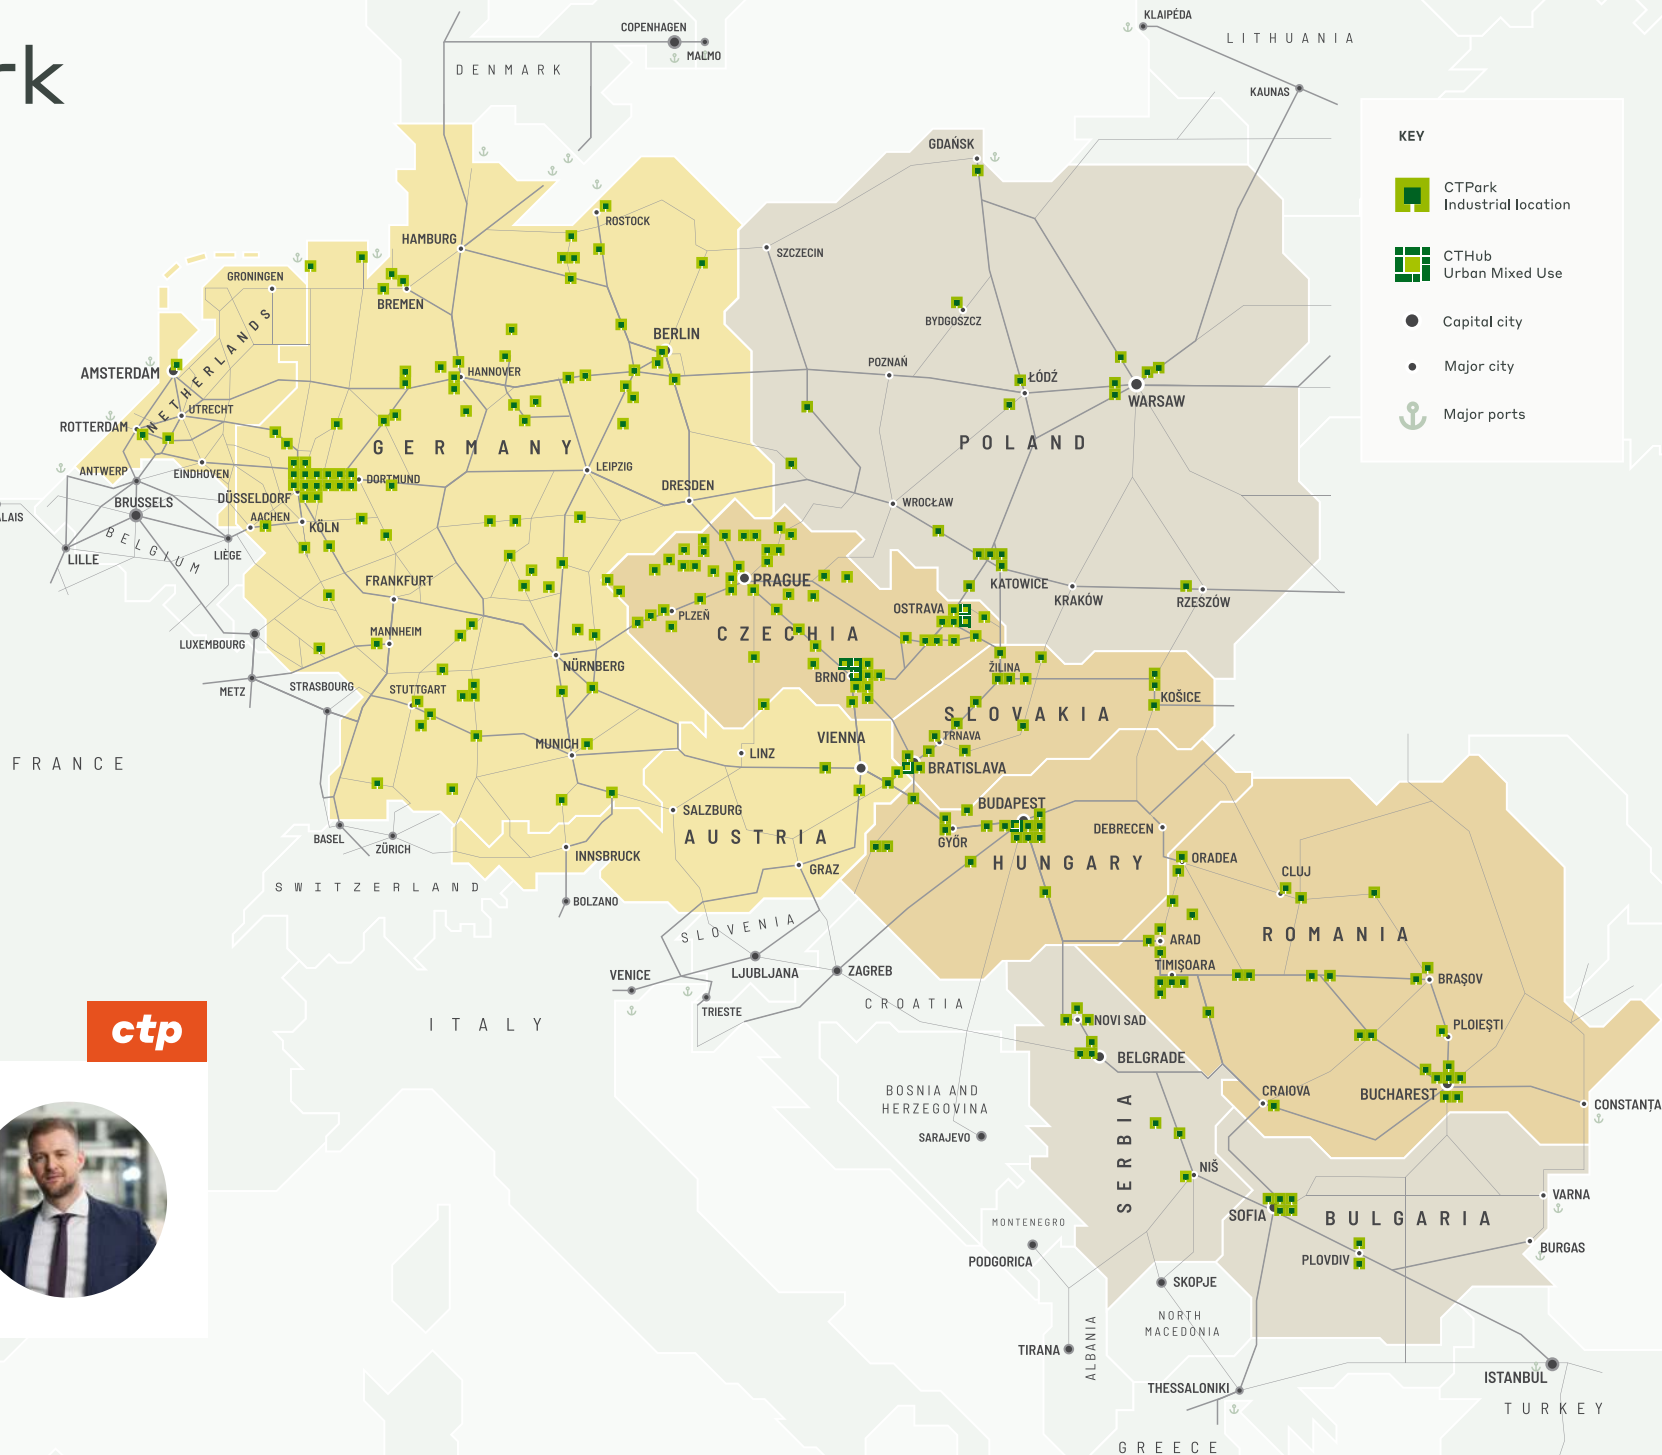 rk
COPENHAGEN
MALMO
DENMARK
KLAIPÉDA
LITHUANIA
KAUNAS
KEY
CTPark
Industrial location
CTHub
Urban Mixed Use
Capital city
Major city
Major ports
GDAŃSK
ROSTOCK
HAMBURG
SZCZECIN
GRONINGEN
BREMEN
BYDGOSZCZ
BERLIN
NETHERLANDS
AMSTERDAM
HANNOVER
POZNAŃ
ŁÓDŹ
WARSAW
UTRECHT
ROTTERDAM
GERMANY
POLAND
ANTWERP
EINDHOVEN
DORTMUND
LEIPZIG
DRESDEN
DÜSSELDORF
BRUSSELS
WROCŁAW
ALAIS
AACHEN
KÖLN
BELGIUM
LIÈGE
LILLE
FRANKFURT
PRAGUE
KATOWICE
KRAKÓW
RZESZÓW
OSTRAVA
PLZEŇ
CZECHIA
MANNHEIM
LUXEMBOURG
NÜRNBERG
ŽILINA
BRNO
METZ
STRASBOURG
STUTTGART
KOŠICE
SLOVAKIA
VIENNA
TRNAVA
MUNICH
LINZ
FRANCE
BRATISLAVA
BUDAPEST
SALZBURG
DEBRECEN
BASEL
ZÜRICH
AUSTRIA
GYŐR
INNSBRUCK
HUNGARY
ORADEA
GRAZ
CLUJ
SWITZERLAND
BOLZANO
SLOVENIA
ROMANIA
ARAD
TIMIŞOARA
VENICE
LJUBLJANA
ZAGREB
BRAŞOV
TRIESTE
CROATIA
ctp
ITALY
NOVI SAD
PLOIEŞTI
BELGRADE
BOSNIA AND
HERZEGOVINA
CRAIOVA
BUCHAREST
CONSTANȚA
SARAJEVO
SERBIA
NIŠ
VARNA
SOFIA
BULGARIA
MONTENEGRO
BURGAS
PODGORICA
PLOVDIV
SKOPJE
NORTH
MACEDONIA
TIRANA
ALBANIA
ISTANBUL
THESSALONIKI
TURKEY
GREECE